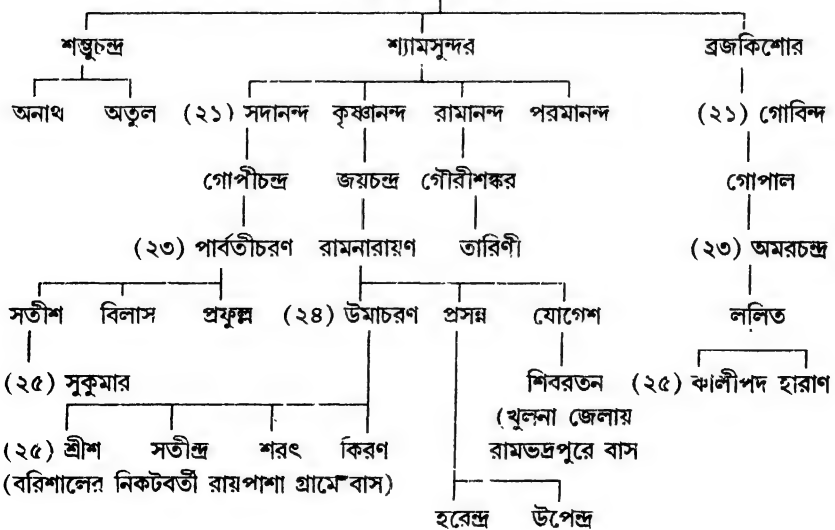 শম্ভুচন্দ্র শ্যামসুন্দর ব্রজকিশোর
অনাথ অতুল (২১) সদানন্দ কৃষ্ণানন্দ রামানন্দ পরমানন্দ (২১) গোবিন্দ
গোপীচন্দ্র জয়চন্দ্র গৌরীশঙ্কর গোপাল
(২৩) পার্বতীচরণ রামনারায়ণ তারিণী (২৩) অমরচন্দ্র
সতীশ বিলাস প্রফুল্ল (২৪) উমাচরণ প্রসন্ন যোগেশ ললিত
(২৫) সুকুমার শিবরতন (২৫) কালীপদ হারাণ
(খুলনা জেলায়
(২৫) শ্রীশ সতীন্দ্র শরৎ কিরণ রামভদ্রপুরে বাস
(বরিশালের নিকটবর্তী রায়পাশা গ্রামে বাস)
হরেন্দ্র উপেন্দ্র